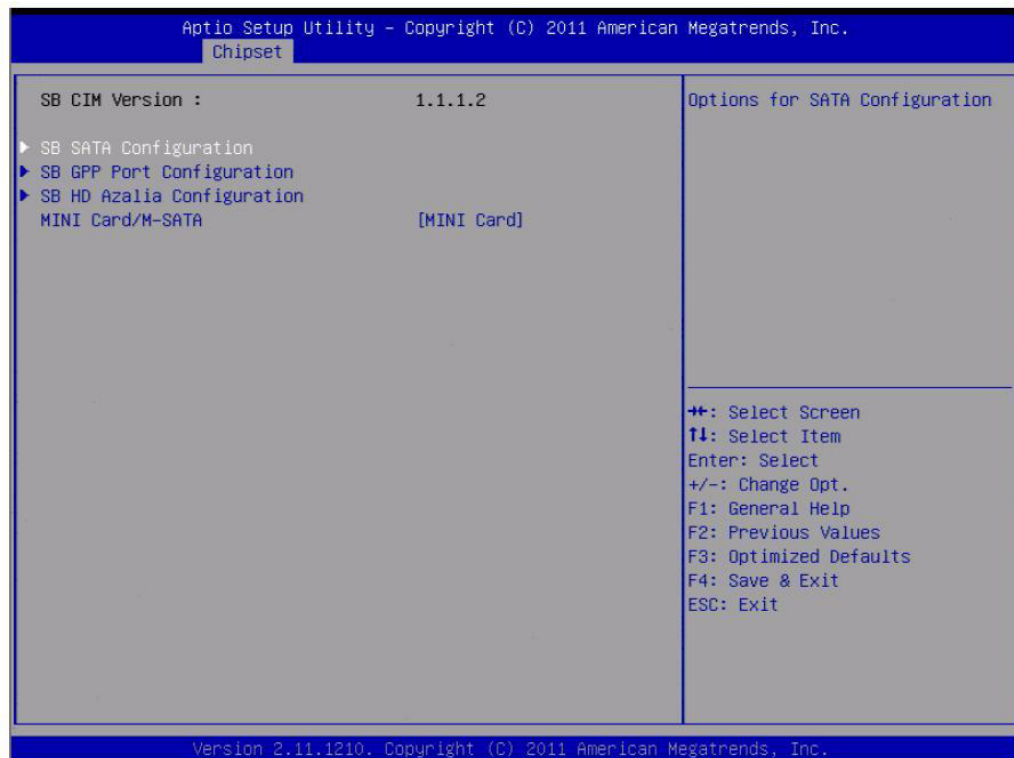 Aptio Setup Utility – Copyright (C) 2011 American Megatrends, Inc.
Chipset
SB CIM Version : 1.1.1.2
SB SATA Configuration
SB GPP Port Configuration
SB HD Azalia Configuration
MINI Card/M-SATA [MINI Card]
Options for SATA Configuration
→←: Select Screen
↑↓: Select Item
Enter: Select
+/-: Change Opt.
F1: General Help
F2: Previous Values
F3: Optimized Defaults
F4: Save & Exit
ESC: Exit
Version 2.11.1210. Copyright (C) 2011 American Megatrends, Inc.